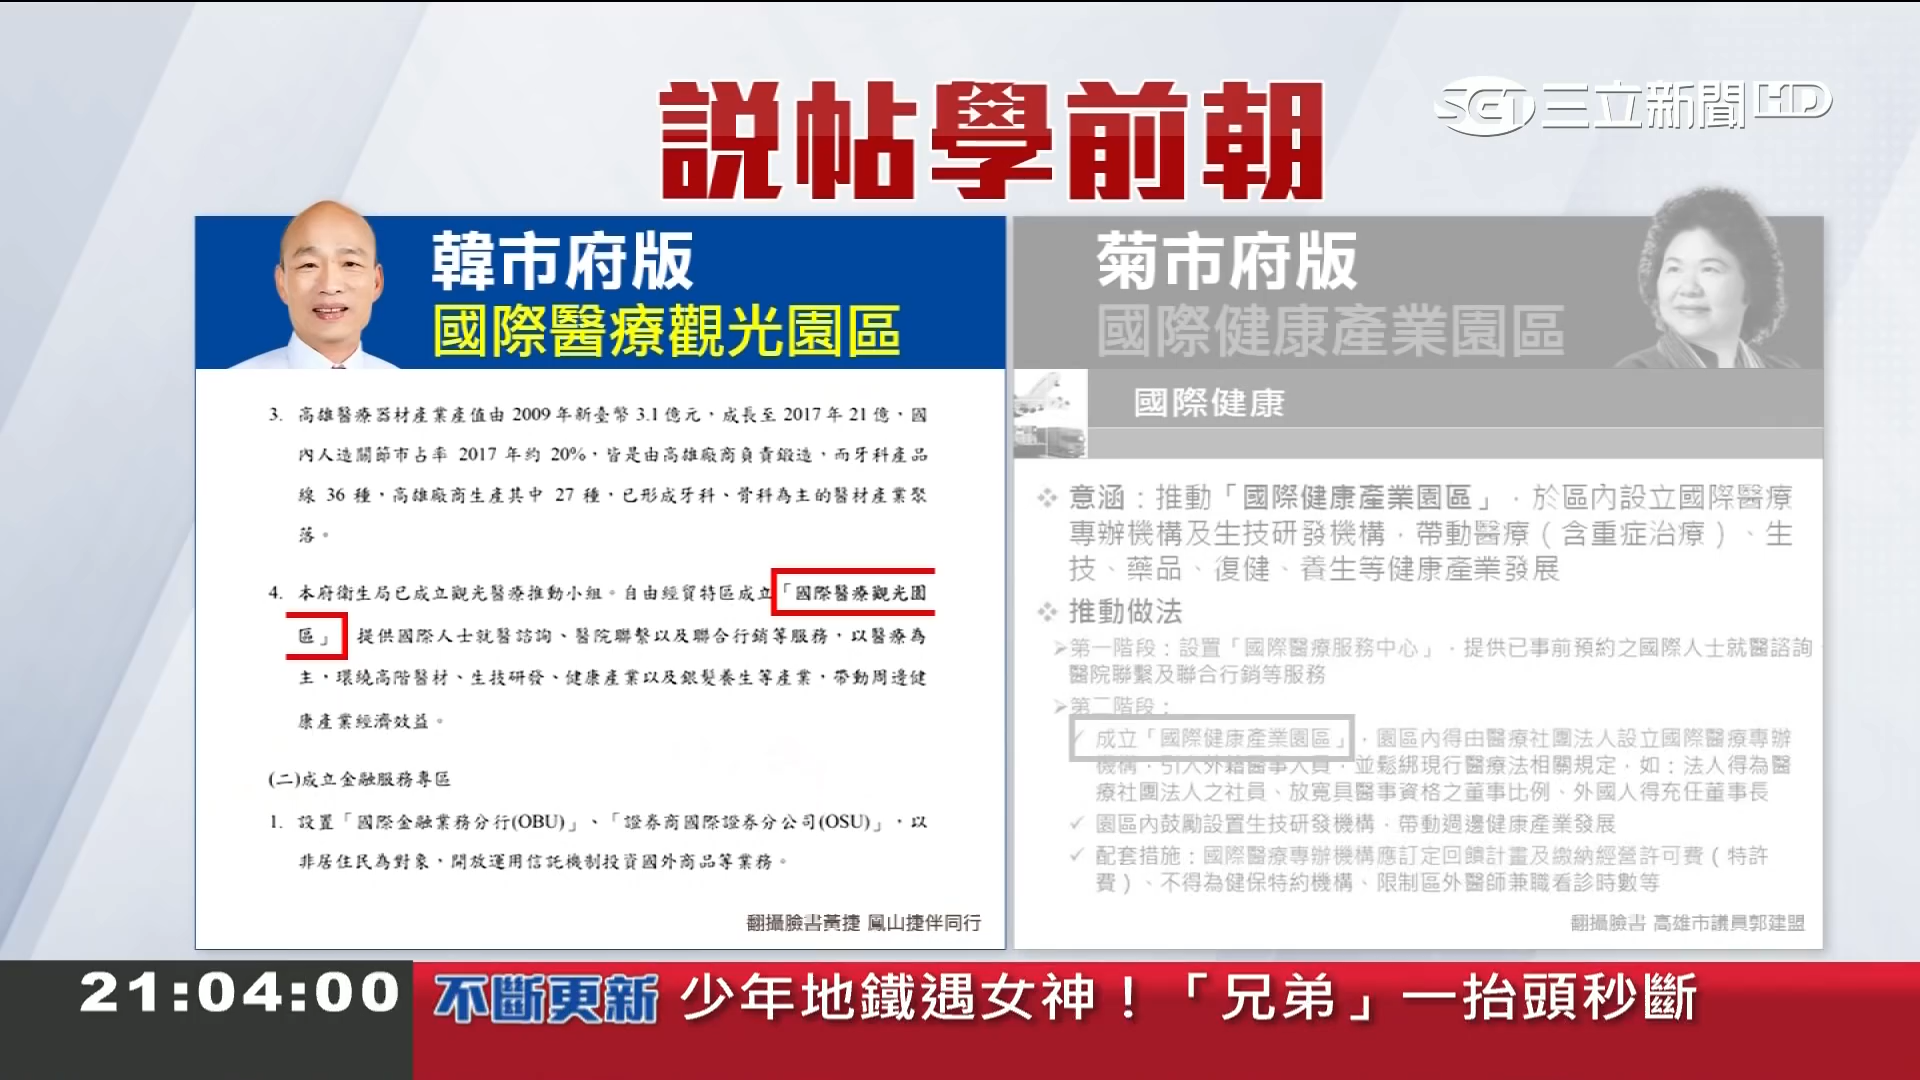 說帖學前朝
SET三立新聞HD
韓市府版
國際醫療觀光園區
3. 高雄醫療器材產業產值由 2009 年新臺幣 3.1 億元，成長至 2017 年 21 億，國
內人造關節市占率 2017 年約 20%，皆是由高雄廠商負責鍛造，而牙科產品
線 36 種，高雄廠商生產其中 27 種，已形成牙科、骨科為主的醫材產業聚
落。
4. 本府衛生局已成立觀光醫療推動小組。自由經貿特區成立「國際醫療觀光園
區」 提供國際人士就醫諮詢、醫院聯繫以及聯合行銷等服務，以醫療為
主，環繞高階醫材、生技研發、健康產業以及銀髮養生等產業，帶動周邊健
康產業經濟效益。
(二)成立金融服務專區
1. 設置「國際金融業務分行(OBU)」、「證券商國際證券分公司(OSU)」，以
非居住民為對象，開放運用信託機制投資國外商品等業務。
翻攝臉書黃捷 鳳山捷伴同行
菊市府版
國際健康產業園區
國際健康
意涵：推動「國際健康產業園區」，於區內設立國際醫療
專辦機構及生技研發機構，帶動醫療（含重症治療）、生
技、藥品、復健、養生等健康產業發展
推動做法
第一階段：設置「國際醫療服務中心」，提供已事前預約之國際人士就醫諮詢、
醫院聯繫及聯合行銷等服務
第二階段：
成立「國際健康產業園區」，園區內得由醫療社團法人設立國際醫療專辦
機構，引入外籍醫事人員，並鬆綁現行醫療法相關規定，如：法人得為醫
療社團法人之社員、放寬具醫事資格之董事比例、外國人得充任董事長
園區內鼓勵設置生技研發機構，帶動週邊健康產業發展
配套措施：國際醫療專辦機構應訂定回饋計畫及繳納經營許可費（特許
費）、不得為健保特約機構、限制區外醫師兼職看診時數等
翻攝臉書 高雄市議員郭建盟
21:04:00
不斷更新
少年地鐵遇女神！「兄弟」一抬頭秒斷